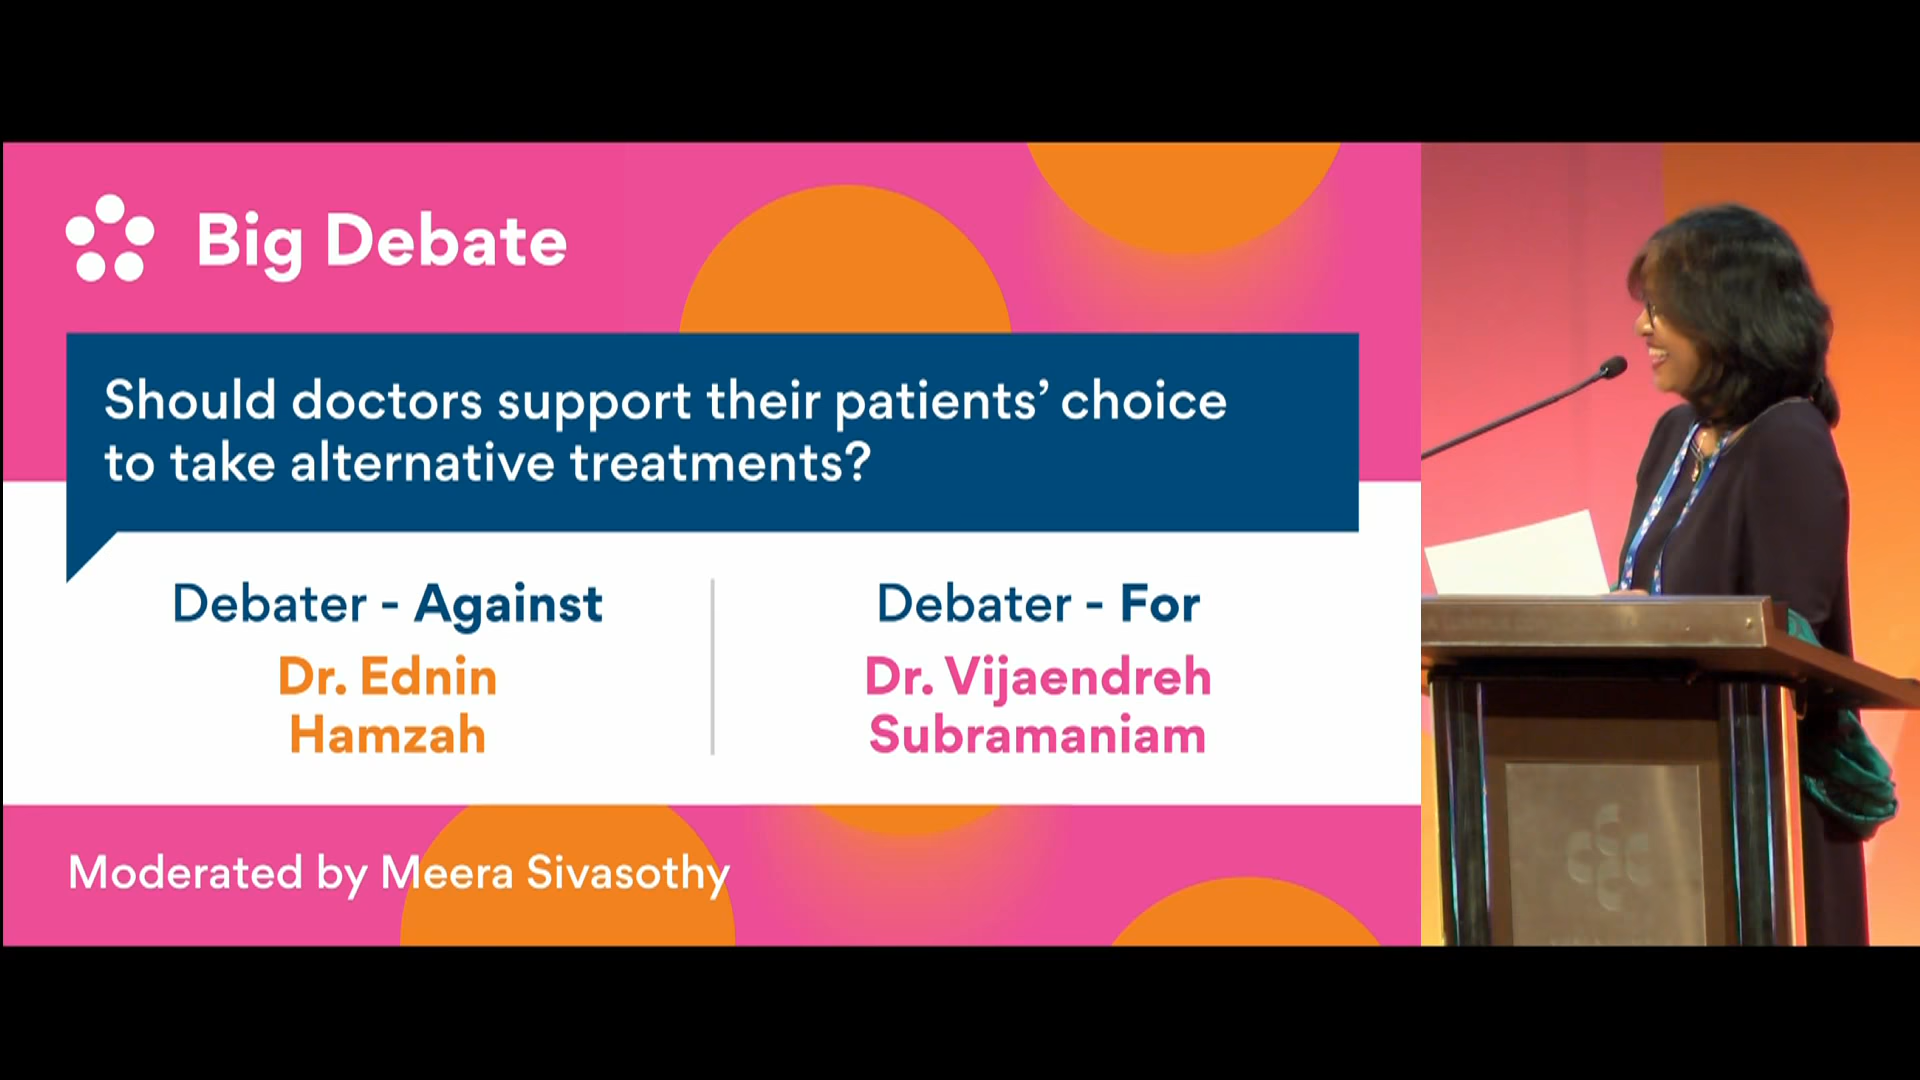 Big Debate
Should doctors support their patients’ choice
to take alternative treatments?
Debater - Against
Dr. Ednin
Hamzah
Debater - For
Dr. Vijaendreh
Subramaniam
Moderated by Meera Sivasothy